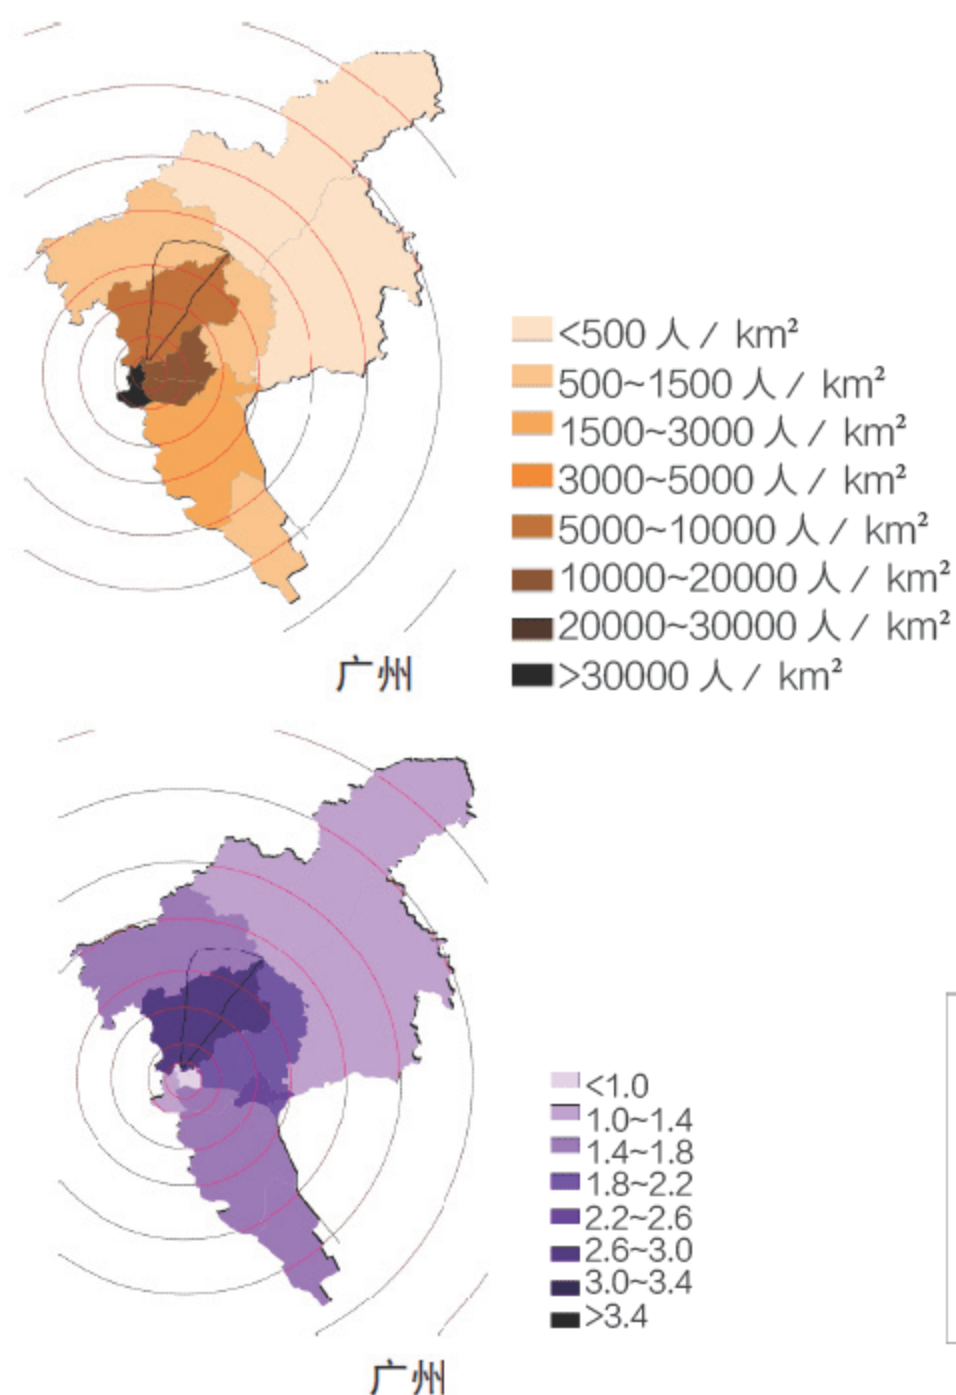 <500 人 / km²
500~1500 人 / km²
1500~3000 人 / km²
3000~5000 人 / km²
5000~10000 人 / km²
10000~20000 人 / km²
20000~30000 人 / km²
>30000 人 / km²
广州
<1.0
1.0~1.4
1.4~1.8
1.8~2.2
2.2~2.6
2.6~3.0
3.0~3.4
>3.4
广州